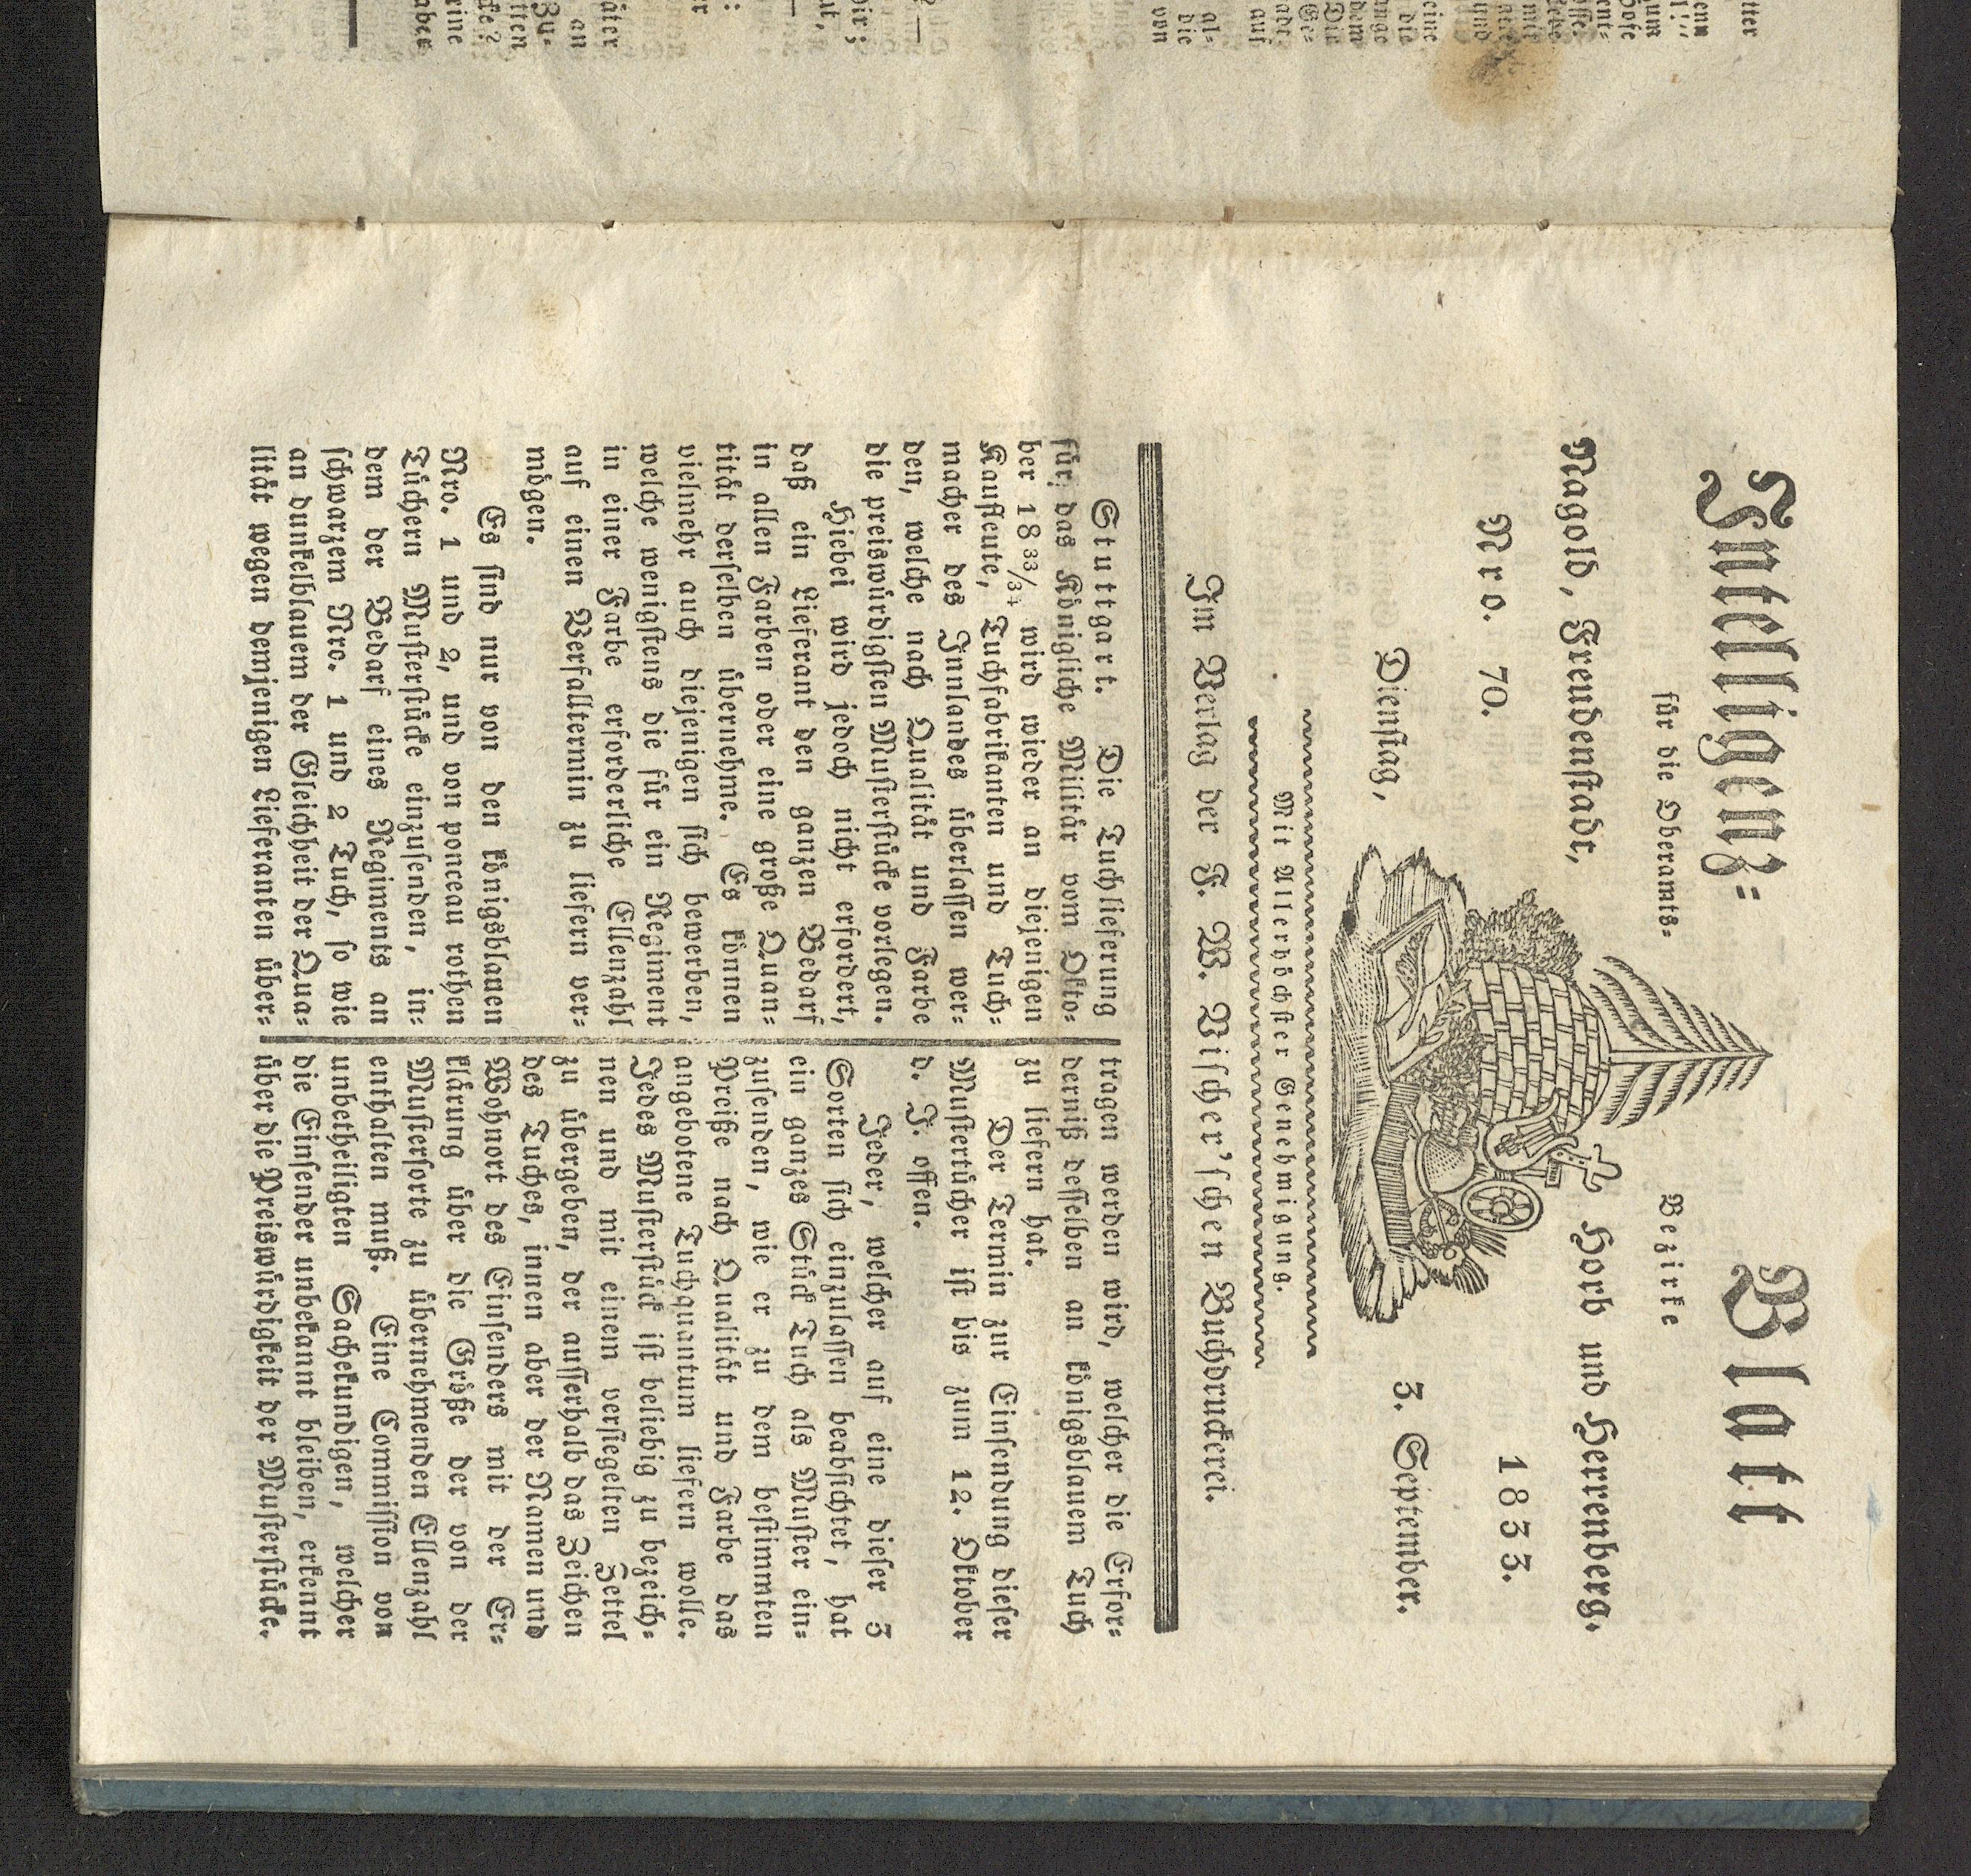 Intelligenz- Blatt
für die Oberamts- Bezirke
Nagold, Freudenstadt, Horb und Herrenberg.
Nro. 70. 1833.
Dienstag, 3. September.
Mit Allerhöchster Genehmigung.
Im Verlag der F. W. Vischer'schen Buchdruckerei.
Stuttgart. Die Tuchlieferung
für das Königliche Militär vom Okto-
ber 18 33/34 wird wieder an diejenigen
Kaufleute, Tuchfabrikanten und Tuch-
macher des Innlandes überlassen wer-
den, welche nach Qualität und Farbe
die preiswürdigsten Musterstücke vorlegen.
Hiebei wird jedoch nicht erfordert,
daß ein Lieferant den ganzen Bedarf
in allen Farben oder eine große Quan-
tität derselben übernehme. Es können
vielmehr auch diejenigen sich bewerben,
welche wenigstens die für ein Regiment
in einer Farbe erforderliche Ellenzahl
auf einen Verfalltermin zu liefern ver-
mögen.
Es sind nur von den königsblauen
Nro. 1 und 2, und von ponceau rothen
Tüchern Musterstücke einzusenden, in-
dem der Bedarf eines Regiments an
schwarzem Nro. 1 und 2 Tuch, so wie
an dunkelblauem der Gleichheit der Qua-
lität wegen demjenigen Lieferanten über-
tragen werden wird, welcher die Erfor-
derniß desselben an königsblauem Tuch
zu liefern hat.
Der Termin zur Einsendung dieser
Mustertücher ist bis zum 12. Oktober
d. J. offen.
Jeder, welcher auf eine dieser 3
Sorten sich einzulassen beabsichtet, hat
ein ganzes Stück Tuch als Muster ein-
zusenden, wie er zu dem bestimmten
Preiße nach Qualität und Farbe das
angebotene Tuchquantum liefern wolle.
Jedes Musterstück ist beliebig zu bezeich-
nen und mit einem versiegelten Zettel
zu übergeben, der ausserhalb das Zeichen
des Tuches, innen aber der Namen und
Wohnort des Einsenders mit der Er-
klärung über die Größe der von der
Mustersorte zu übernehmenden Ellenzahl
enthalten muß. Eine Commission von
unbetheiligten Sachekundigen, welcher
die Einsender unbekannt bleiben, erkennt
über die Preiswürdigkeit der Musterstücke.